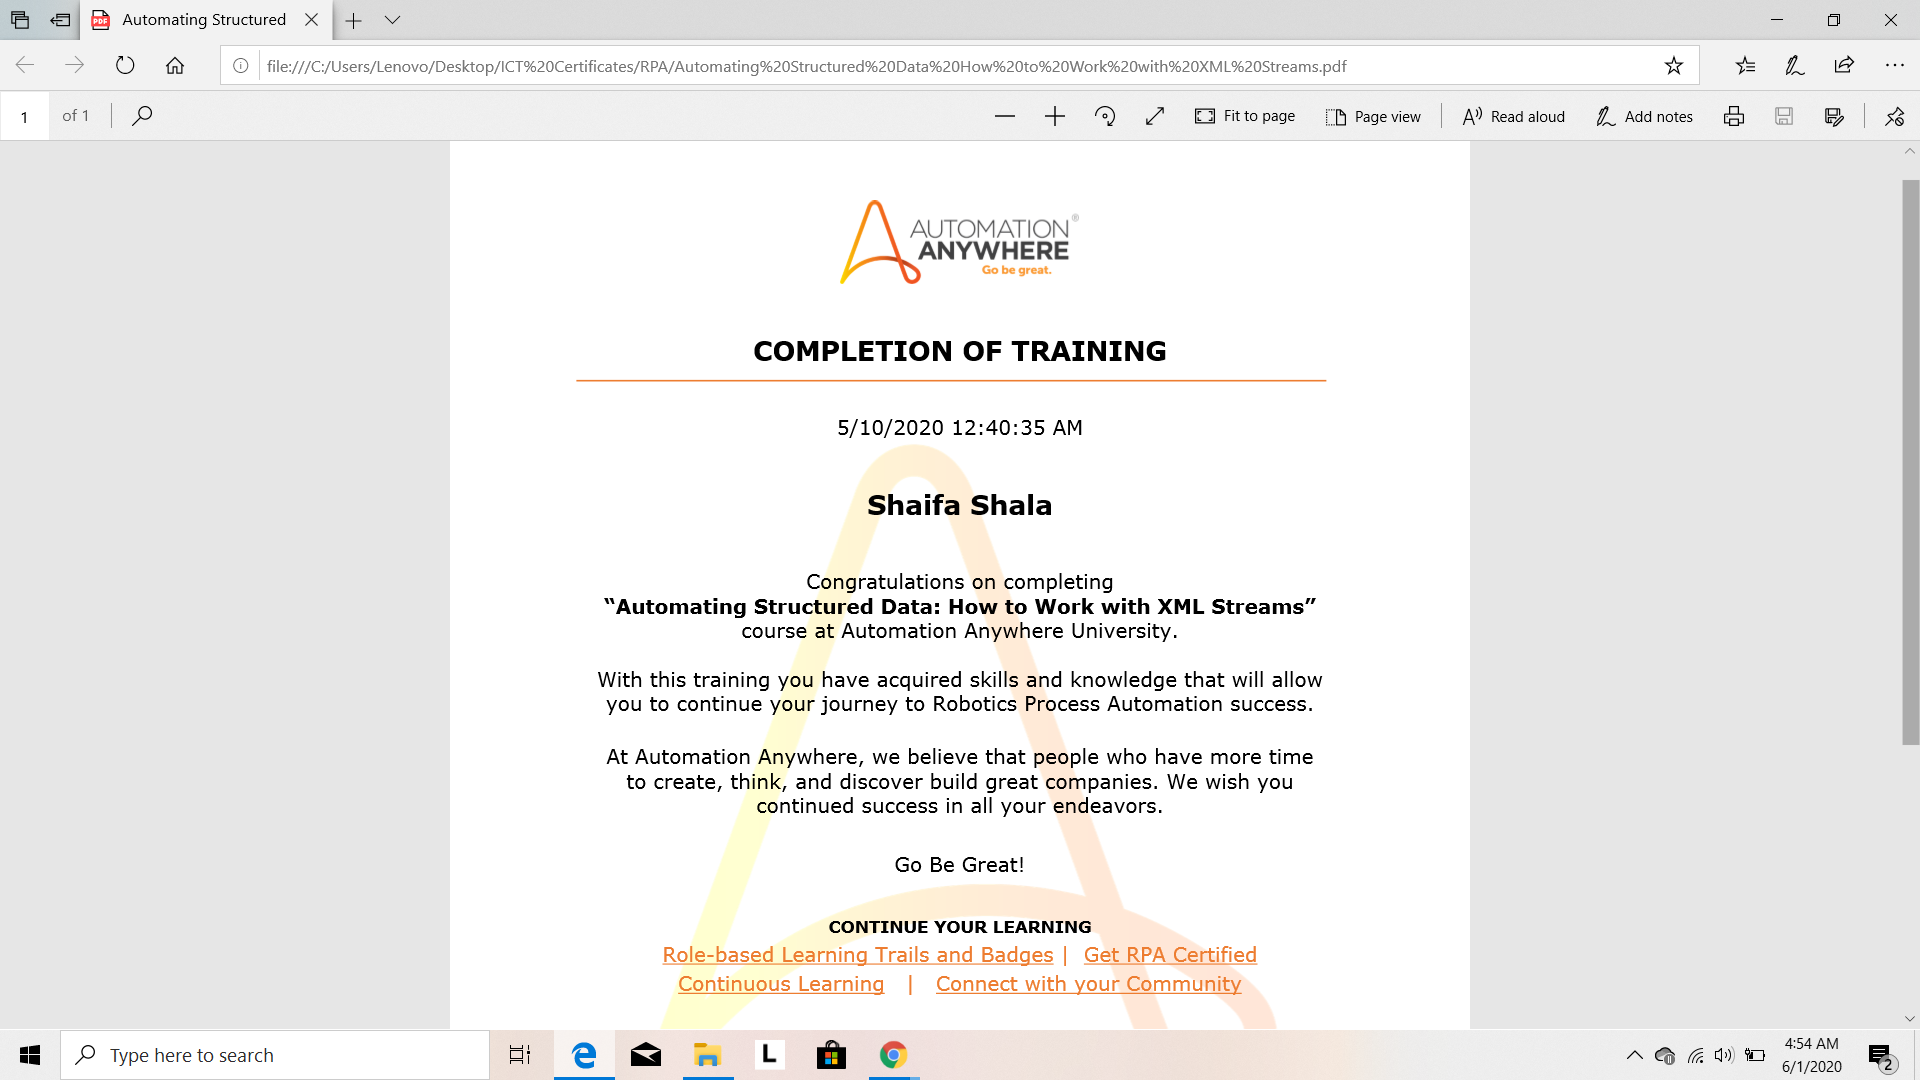 Automating Structured
file:///C:/Users/Lenovo/Desktop/ICT%20Certificates/RPA/Automating%20Structured%20Data%20How%20to%20Work%20with%20XML%20Streams.pdf
1 of 1 Fit to page Page view Read aloud Add notes
AUTOMATION®
ANYWHERE
Go be great.
COMPLETION OF TRAINING
5/10/2020 12:40:35 AM
Shaifa Shala
Congratulations on completing
“Automating Structured Data: How to Work with XML Streams”
course at Automation Anywhere University.
With this training you have acquired skills and knowledge that will allow
you to continue your journey to Robotics Process Automation success.
At Automation Anywhere, we believe that people who have more time
to create, think, and discover build great companies. We wish you
continued success in all your endeavors.
Go Be Great!
CONTINUE YOUR LEARNING
Role-based Learning Trails and Badges | Get RPA Certified
Continuous Learning | Connect with your Community
Type here to search
L
4:54 AM
6/1/2020
2